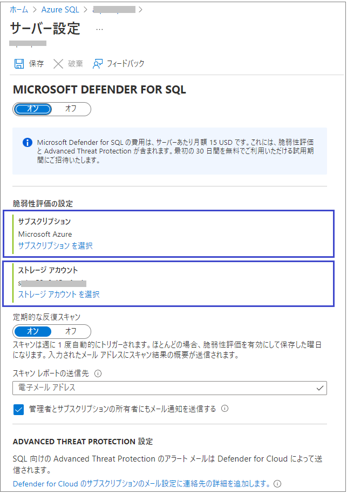 ホーム > Azure SQL >
サーバー設定 ...
保存 破棄 フィードバック
MICROSOFT DEFENDER FOR SQL
オン オフ
Microsoft Defender for SQL の費用は、サーバーあたり月額 15 USD です。これには、脆弱性評価
と Advanced Threat Protection が含まれます。最初の 30 日間を無料でご利用いただける試用期
間にご招待いたします。
脆弱性評価の設定
サブスクリプション
Microsoft Azure
サブスクリプション を選択
ストレージ アカウント
ストレージ アカウント を選択
定期的な反復スキャン
オン オフ
スキャンは週に 1 度自動的にトリガーされます。ほとんどの場合、脆弱性評価を有効にして保存した曜日
になります。入力されたメール アドレスにスキャン結果の概要が送信されます。
スキャン レポートの送信先
電子メール アドレス
管理者とサブスクリプションの所有者にもメール通知を送信する
ADVANCED THREAT PROTECTION 設定
SQL 向けの Advanced Threat Protection のアラート メールは Defender for Cloud によって送
信されます。
Defender for Cloud のサブスクリプションのメール設定に連絡先の詳細を追加します。